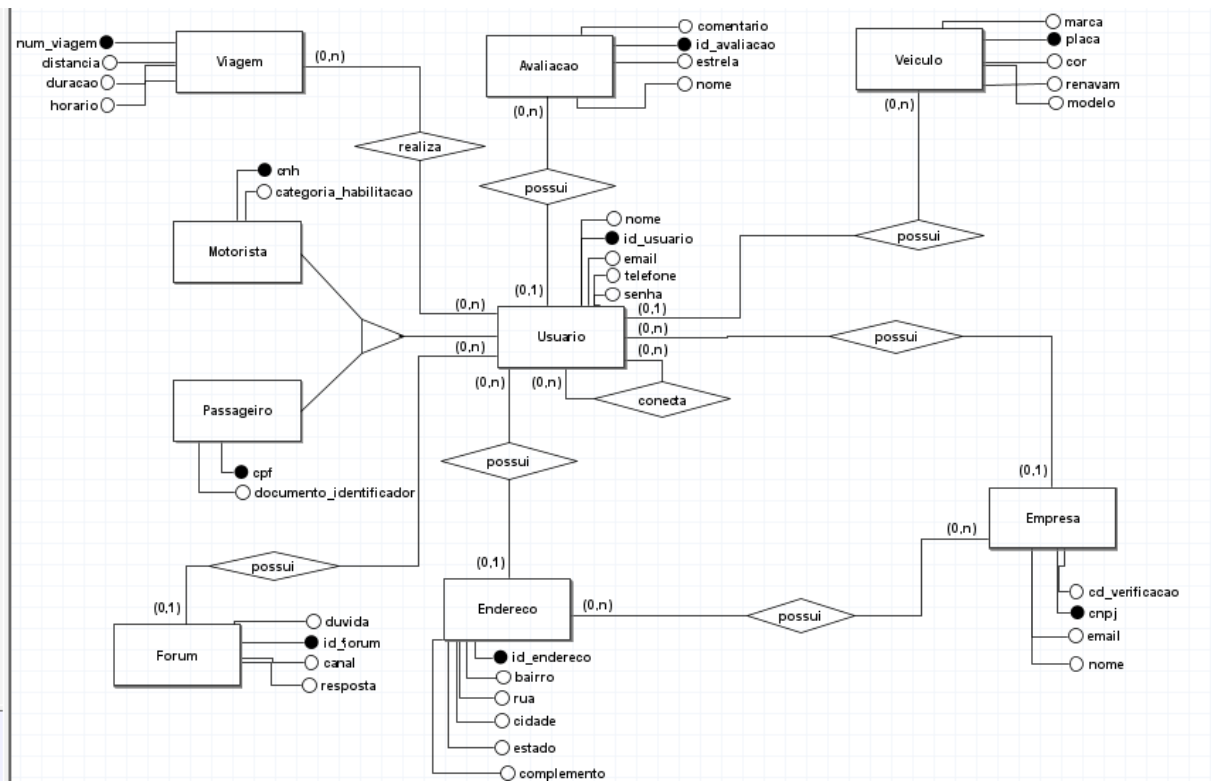 num_viagem
distancia
duracao
horario
Viagem
(0,n)
realiza
comentario
id_avaliacao
estrela
nome
Avaliacao
(0,n)
possui
(0,1)
marca
placa
cor
renavam
modelo
Veiculo
(0,n)
possui
(0,1)
cnh
categoria_habilitacao
Motorista
nome
id_usuario
email
telefone
senha
Usuario
(0,n)
(0,n)
(0,n)
(0,n)
(0,n)
(0,n)
conecta
possui
(0,1)
Passageiro
cpf
documento_identificador
possui
(0,1)
possui
(0,1)
Empresa
(0,n)
cd_verificacao
cnpj
email
nome
Endereco
(0,n)
possui
id_endereco
bairro
rua
cidade
estado
complemento
Forum
duvida
id_forum
canal
resposta